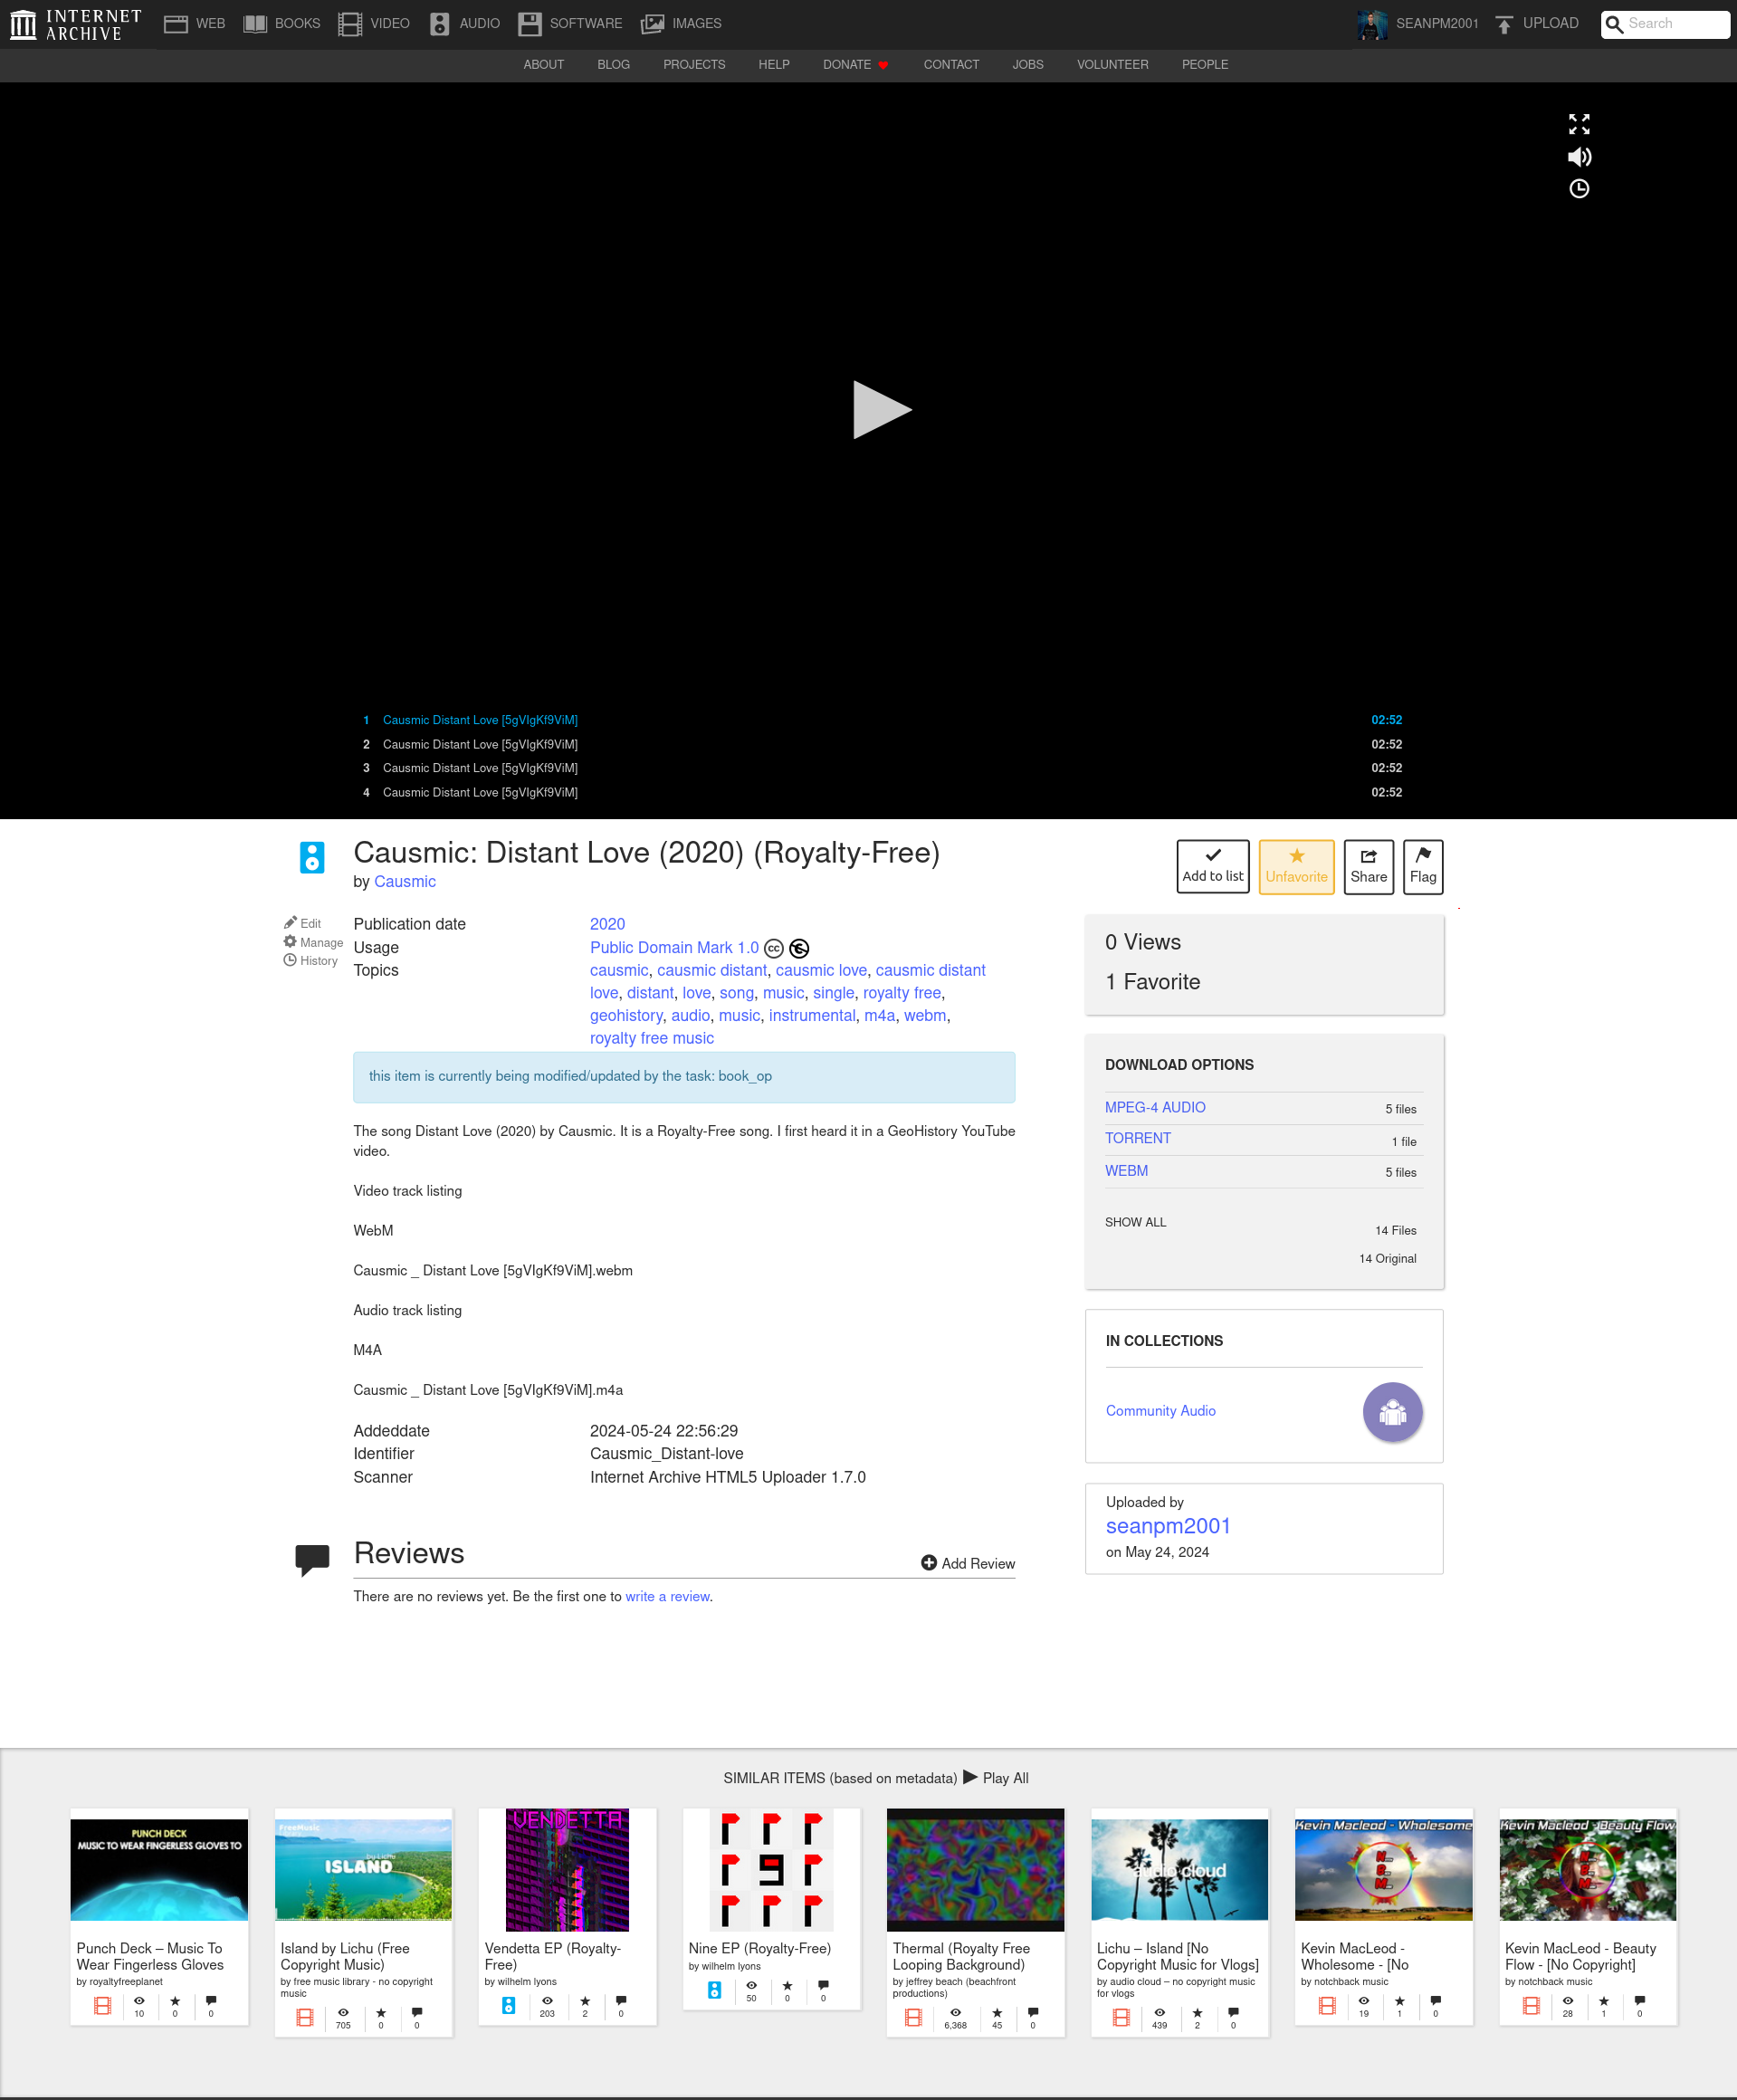 INTERNET
ARCHIVE
WEB
BOOKS
VIDEO
AUDIO
SOFTWARE
IMAGES
SEANPM2001
UPLOAD
Search
ABOUT
BLOG
PROJECTS
HELP
DONATE
CONTACT
JOBS
VOLUNTEER
PEOPLE
1 Causmic Distant Love [5gVIgKf9ViM] 02:52
2 Causmic Distant Love [5gVIgKf9ViM] 02:52
3 Causmic Distant Love [5gVIgKf9ViM] 02:52
4 Causmic Distant Love [5gVIgKf9ViM] 02:52
Causmic: Distant Love (2020) (Royalty-Free)
by Causmic
Edit
Manage
History
Publication date 2020
Usage Public Domain Mark 1.0
Topics causmic, causmic distant, causmic love, causmic distant
love, distant, love, song, music, single, royalty free,
geohistory, audio, music, instrumental, m4a, webm,
royalty free music
this item is currently being modified/updated by the task: book_op
The song Distant Love (2020) by Causmic. It is a Royalty-Free song. I first heard it in a GeoHistory YouTube
video.
Video track listing
WebM
Causmic _ Distant Love [5gVIgKf9ViM].webm
Audio track listing
M4A
Causmic _ Distant Love [5gVIgKf9ViM].m4a
Addeddate 2024-05-24 22:56:29
Identifier Causmic_Distant-love
Scanner Internet Archive HTML5 Uploader 1.7.0
Reviews
Add Review
There are no reviews yet. Be the first one to write a review.
Add to list
Unfavorite
Share
Flag
0 Views
1 Favorite
DOWNLOAD OPTIONS
MPEG-4 AUDIO 5 files
TORRENT 1 file
WEBM 5 files
SHOW ALL
14 Files
14 Original
IN COLLECTIONS
Community Audio
Uploaded by
seanpm2001
on May 24, 2024
SIMILAR ITEMS (based on metadata) Play All
PUNCH DECK
MUSIC TO WEAR FINGERLESS GLOVES TO
Punch Deck – Music To
Wear Fingerless Gloves
by royaltyfreeplanet
10 0 0
FreeMusic
by Lichu
ISLAND
Island by Lichu (Free
Copyright Music)
by free music library - no copyright
music
705 0 0
VENDETTA
Vendetta EP (Royalty-
Free)
by wilhelm lyons
203 2 0
9
Nine EP (Royalty-Free)
by wilhelm lyons
50 0 0
Thermal (Royalty Free
Looping Background)
by jeffrey beach (beachfront
productions)
6,368 45 0
audio cloud
Lichu – Island [No
Copyright Music for Vlogs]
by audio cloud – no copyright music
for vlogs
439 2 0
Kevin Macleod - Wholesome
Kevin MacLeod -
Wholesome - [No
by notchback music
19 1 0
Kevin Macleod - Beauty Flow
Kevin MacLeod - Beauty
Flow - [No Copyright]
by notchback music
28 1 0